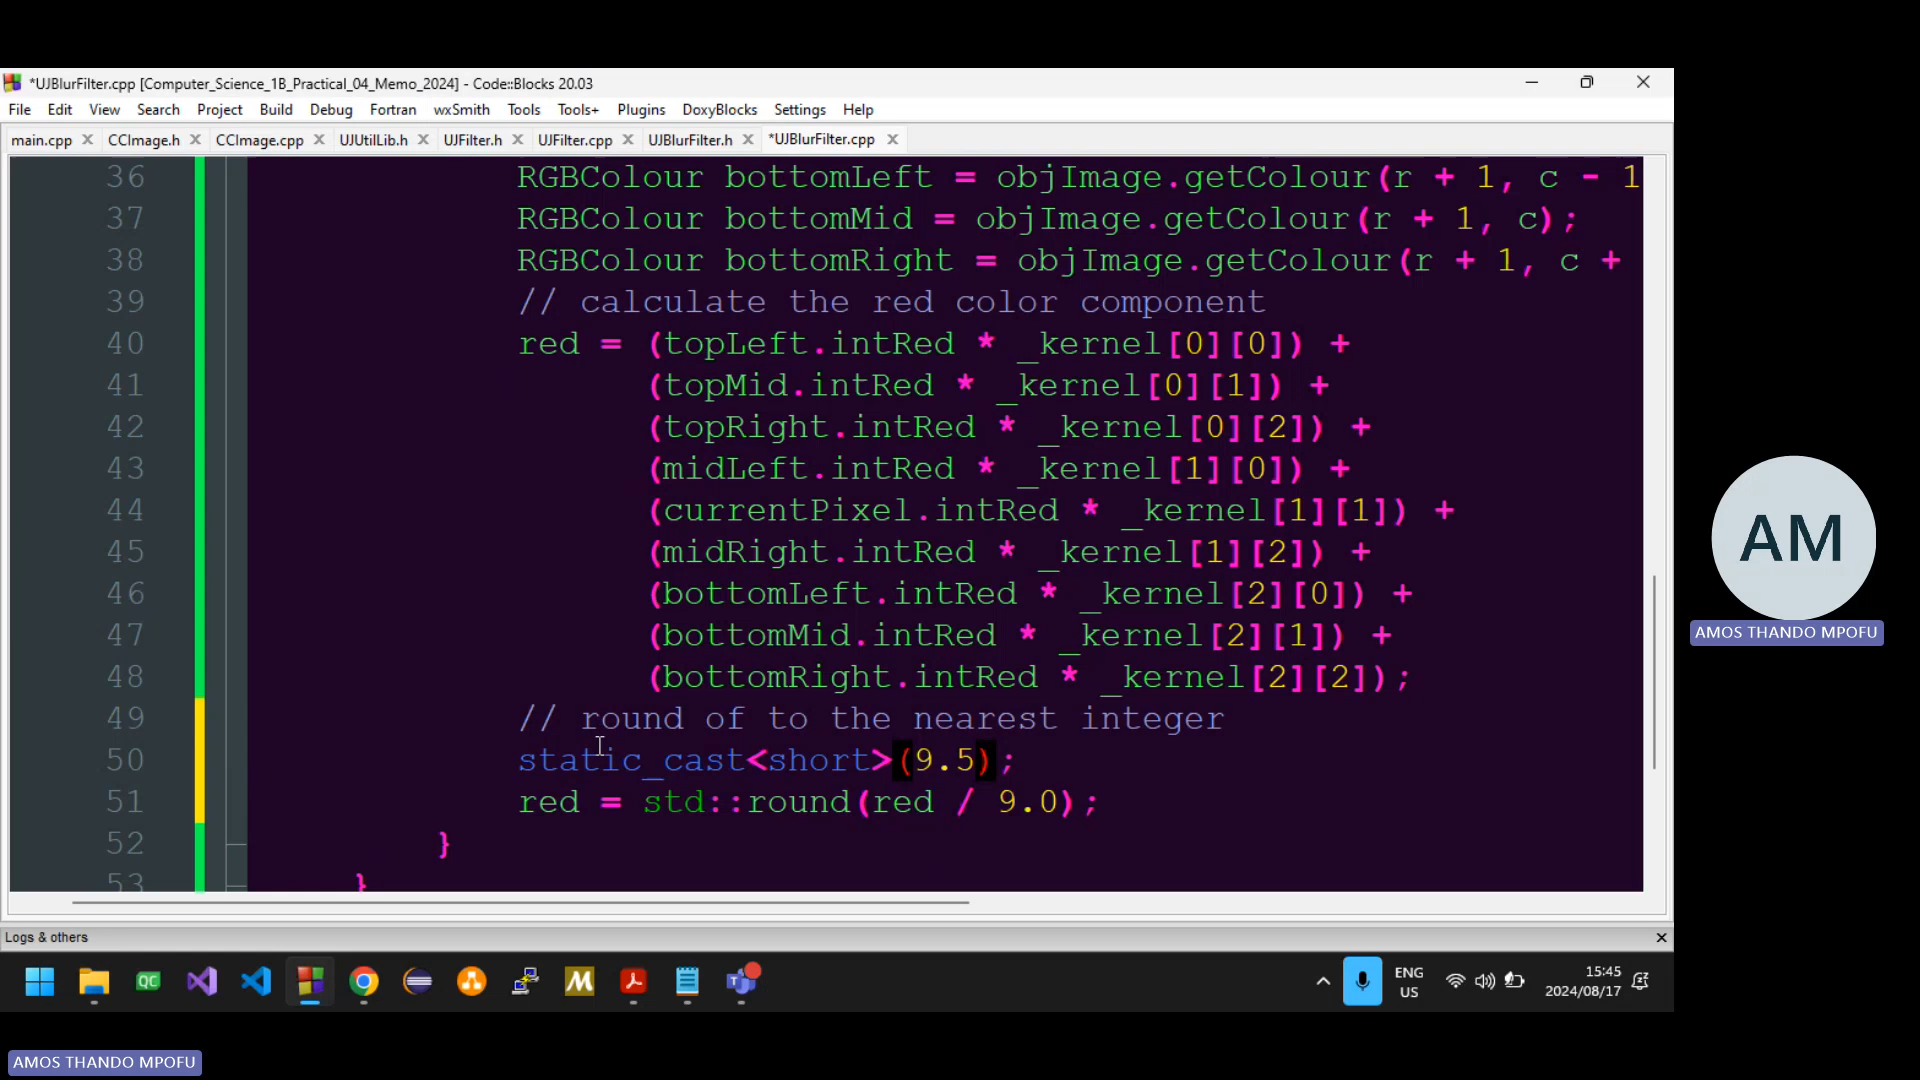 *UJBlurFilter.cpp [Computer_Science_1B_Practical_04_Memo_2024] - Code::Blocks 20.03
File Edit View Search Project Build Debug Fortran wxSmith Tools Tools+ Plugins DoxyBlocks Settings Help
main.cpp CCImage.h CCImage.cpp UJUtilLib.h UJFilter.h UJFilter.cpp UJBlurFilter.h *UJBlurFilter.cpp
36 RGBColour bottomLeft = objImage.getColour(r + 1, c - 1
37 RGBColour bottomMid = objImage.getColour(r + 1, c);
38 RGBColour bottomRight = objImage.getColour(r + 1, c +
39 // calculate the red color component
40 red = (topLeft.intRed * _kernel[0][0]) +
41 (topMid.intRed * _kernel[0][1]) +
42 (topRight.intRed * _kernel[0][2]) +
43 (midLeft.intRed * _kernel[1][0]) +
44 (currentPixel.intRed * _kernel[1][1]) +
45 (midRight.intRed * _kernel[1][2]) +
46 (bottomLeft.intRed * _kernel[2][0]) +
47 (bottomMid.intRed * _kernel[2][1]) +
48 (bottomRight.intRed * _kernel[2][2]);
49 // round of to the nearest integer
50 static_cast<short>(9.5);
51 red = std::round(red / 9.0);
52 }
53 }
Logs & others
AM
AMOS THANDO MPOFU
QC
M
ENG
US
15:45
2024/08/17
AMOS THANDO MPOFU